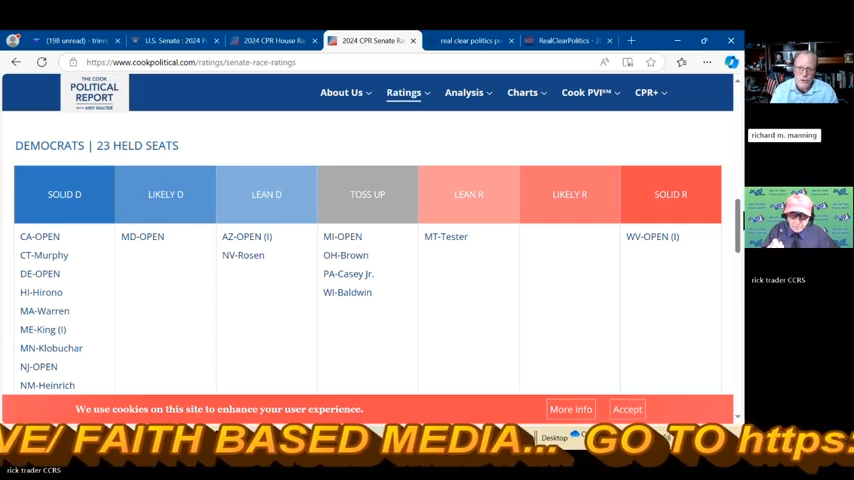 (198 unread) - trinn
U.S. Senate : 2024 P
2024 CPR House Ra
2024 CPR Senate Ra
real clear politics po
RealClearPolitics - 2
https://www.cookpolitical.com/ratings/senate-race-ratings
THE COOK
POLITICAL
REPORT
WITH AMY WALTER
About Us Ratings Analysis Charts Cook PVI℠ CPR+
DEMOCRATS | 23 HELD SEATS
SOLID D LIKELY D LEAN D TOSS UP LEAN R LIKELY R SOLID R
CA-OPEN MD-OPEN AZ-OPEN (I) MI-OPEN MT-Tester WV-OPEN (I)
CT-Murphy NV-Rosen OH-Brown
DE-OPEN PA-Casey Jr.
HI-Hirono WI-Baldwin
MA-Warren
ME-King (I)
MN-Klobuchar
NJ-OPEN
NM-Heinrich
We use cookies on this site to enhance your user experience. More info Accept
Desktop
VE/ FAITH BASED MEDIA... GO TO https:
rick trader CCRS
richard m. manning
rick trader CCRS